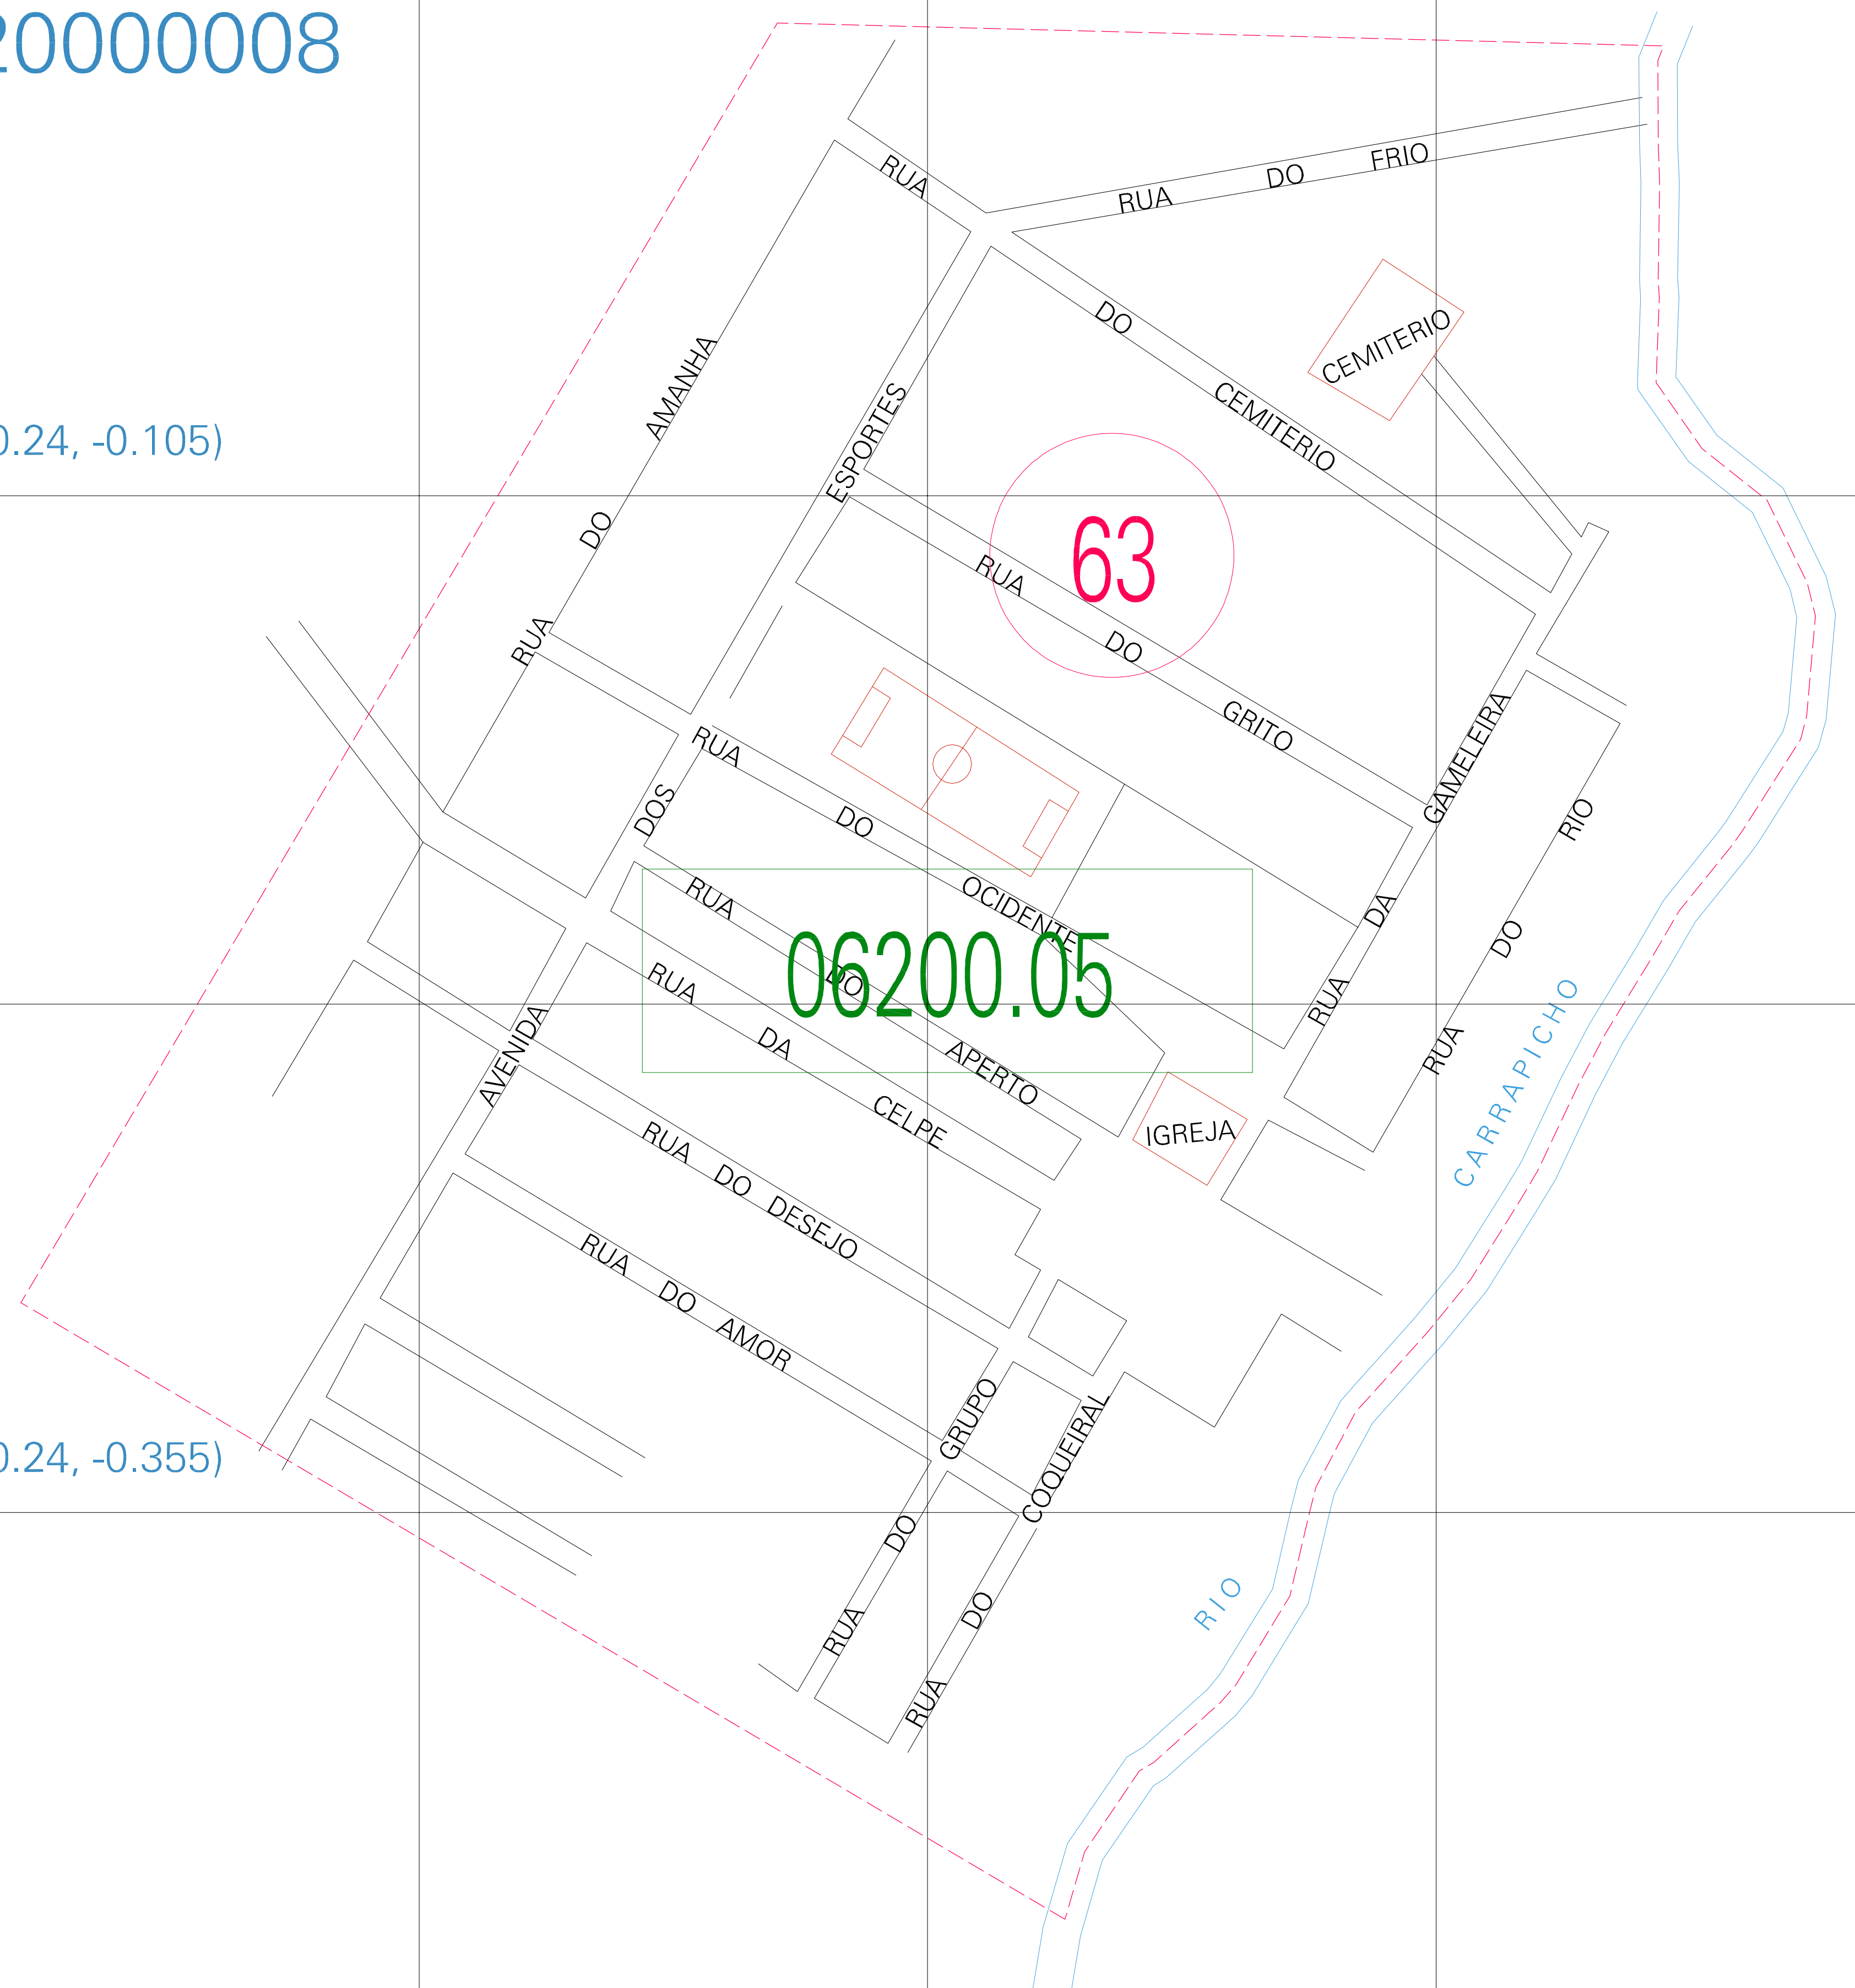 20000008
RUA DO FRIO
RUA DO CEMITERIO
CEMITERIO
RUA DO AMANHA
0.24, -0.105)
63
RUA DO GRITO
AVENIDA DOS ESPORTES
RUA DA GAMELEIRA
RUA DO RIO
RUA DO OCIDENTE
RUA DO APERTO
06200.05
RUA DA CELPE
IGREJA
RIO CARRAPICHO
RUA DO DESEJO
RUA DO AMOR
RUA DO GRUPO
RUA DO COQUEIRAL
0.24, -0.355)